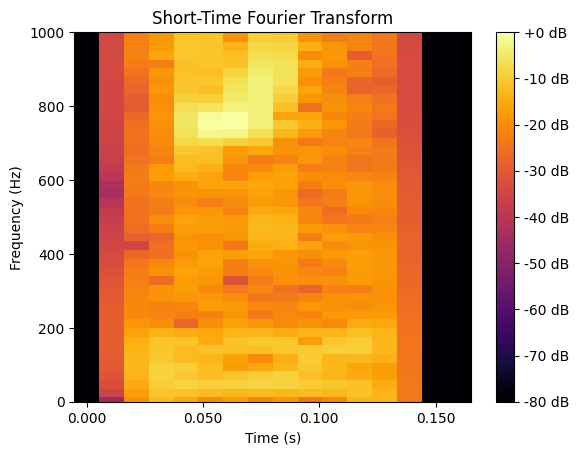 Short-Time Fourier Transform
1000
800
600
400
200
0
Frequency (Hz)
0.000
0.050
0.100
0.150
Time (s)
+0 dB
-10 dB
-20 dB
-30 dB
-40 dB
-50 dB
-60 dB
-70 dB
-80 dB